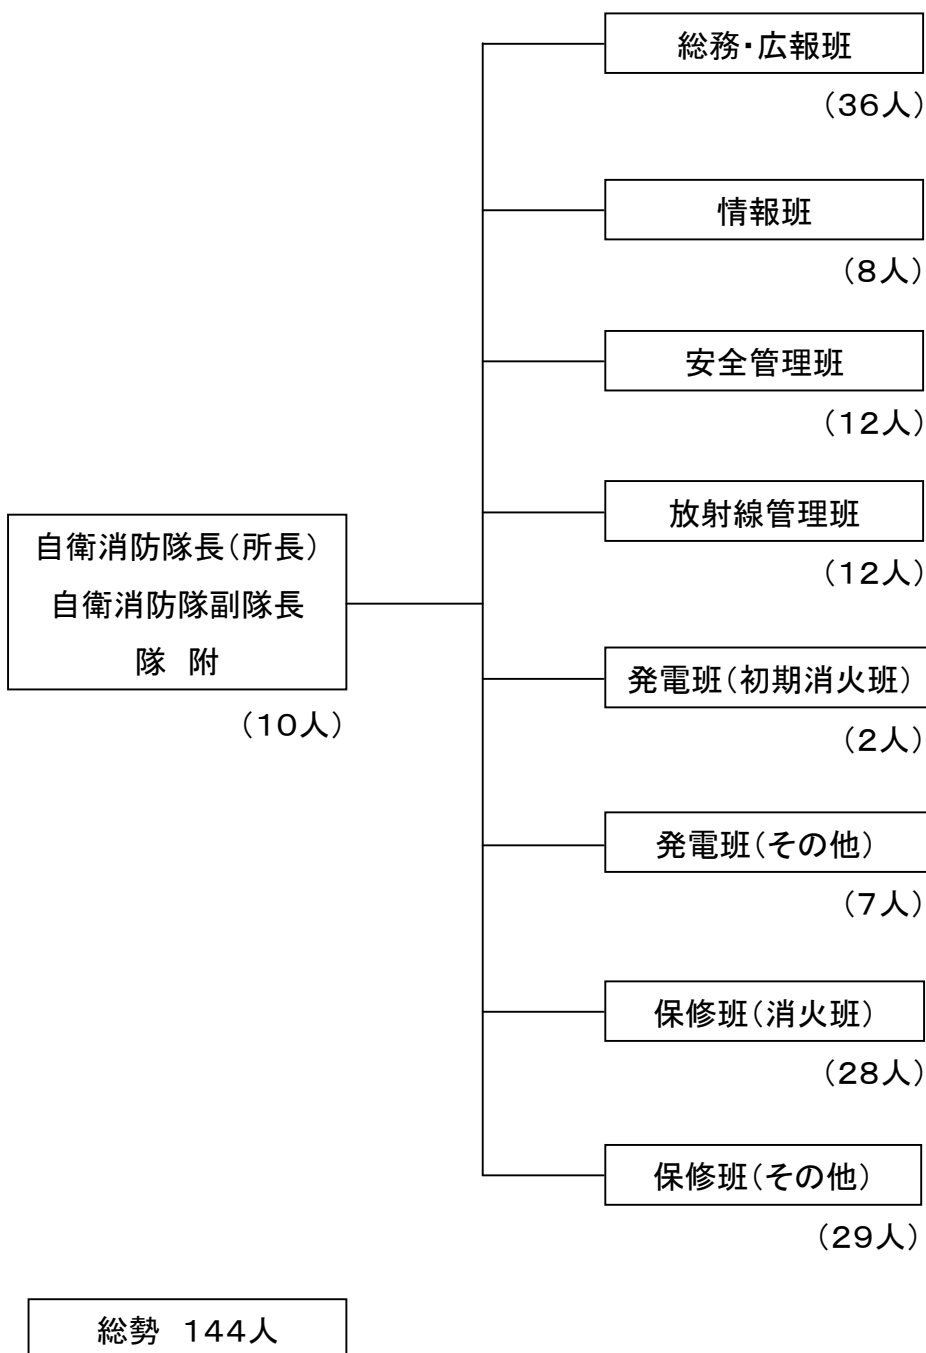 総務・広報班
（３６人）
情報班
（８人）
安全管理班
（１２人）
放射線管理班
（１２人）
自衛消防隊長（所長）
自衛消防隊副隊長
隊　附
（１０人）
発電班（初期消火班）
（２人）
発電班（その他）
（７人）
保修班（消火班）
（２８人）
保修班（その他）
（２９人）
総勢　１４４人